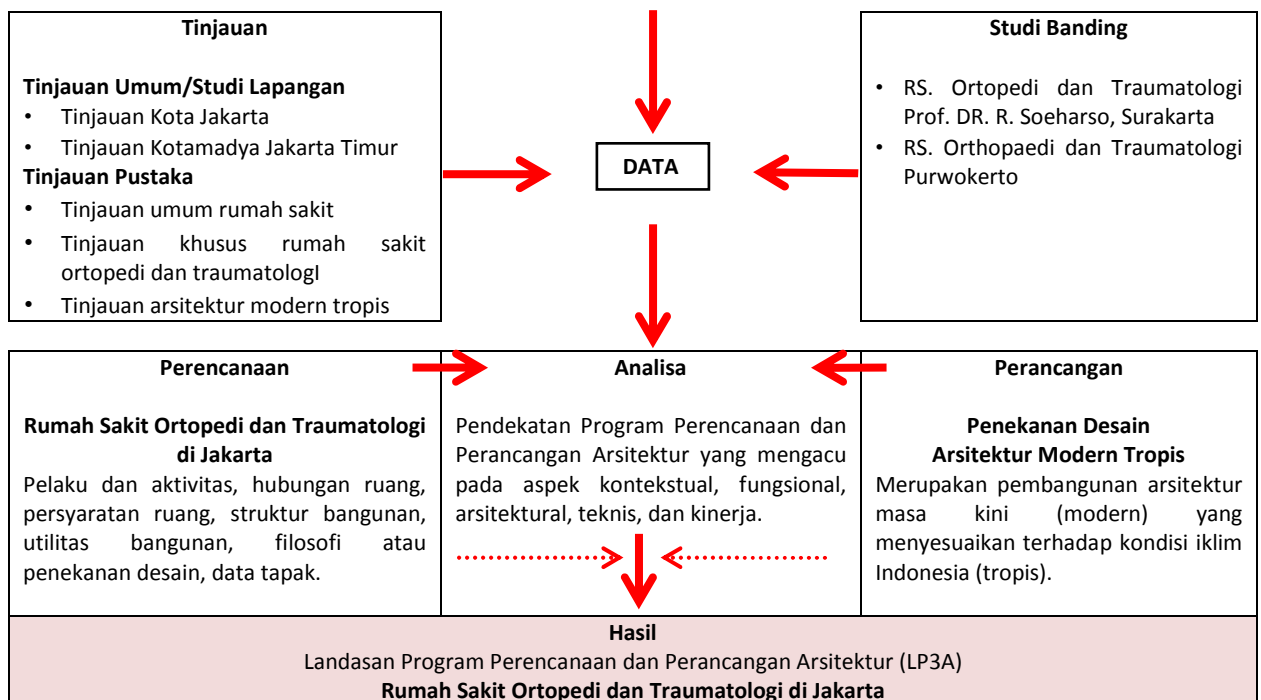 Tinjauan
Tinjauan Umum/Studi Lapangan
• Tinjauan Kota Jakarta
• Tinjauan Kotamadya Jakarta Timur
Tinjauan Pustaka
• Tinjauan umum rumah sakit
• Tinjauan khusus rumah sakit
ortopedi dan traumatologI
• Tinjauan arsitektur modern tropis
DATA
Studi Banding
• RS. Ortopedi dan Traumatologi
Prof. DR. R. Soeharso, Surakarta
• RS. Orthopaedi dan Traumatologi
Purwokerto
Perencanaan
Rumah Sakit Ortopedi dan Traumatologi
di Jakarta
Pelaku dan aktivitas, hubungan ruang,
persyaratan ruang, struktur bangunan,
utilitas bangunan, filosofi atau
penekanan desain, data tapak.
Analisa
Pendekatan Program Perencanaan dan
Perancangan Arsitektur yang mengacu
pada aspek kontekstual, fungsional,
arsitektural, teknis, dan kinerja.
Perancangan
Penekanan Desain
Arsitektur Modern Tropis
Merupakan pembangunan arsitektur
masa kini (modern) yang
menyesuaikan terhadap kondisi iklim
Indonesia (tropis).
Hasil
Landasan Program Perencanaan dan Perancangan Arsitektur (LP3A)
Rumah Sakit Ortopedi dan Traumatologi di Jakarta